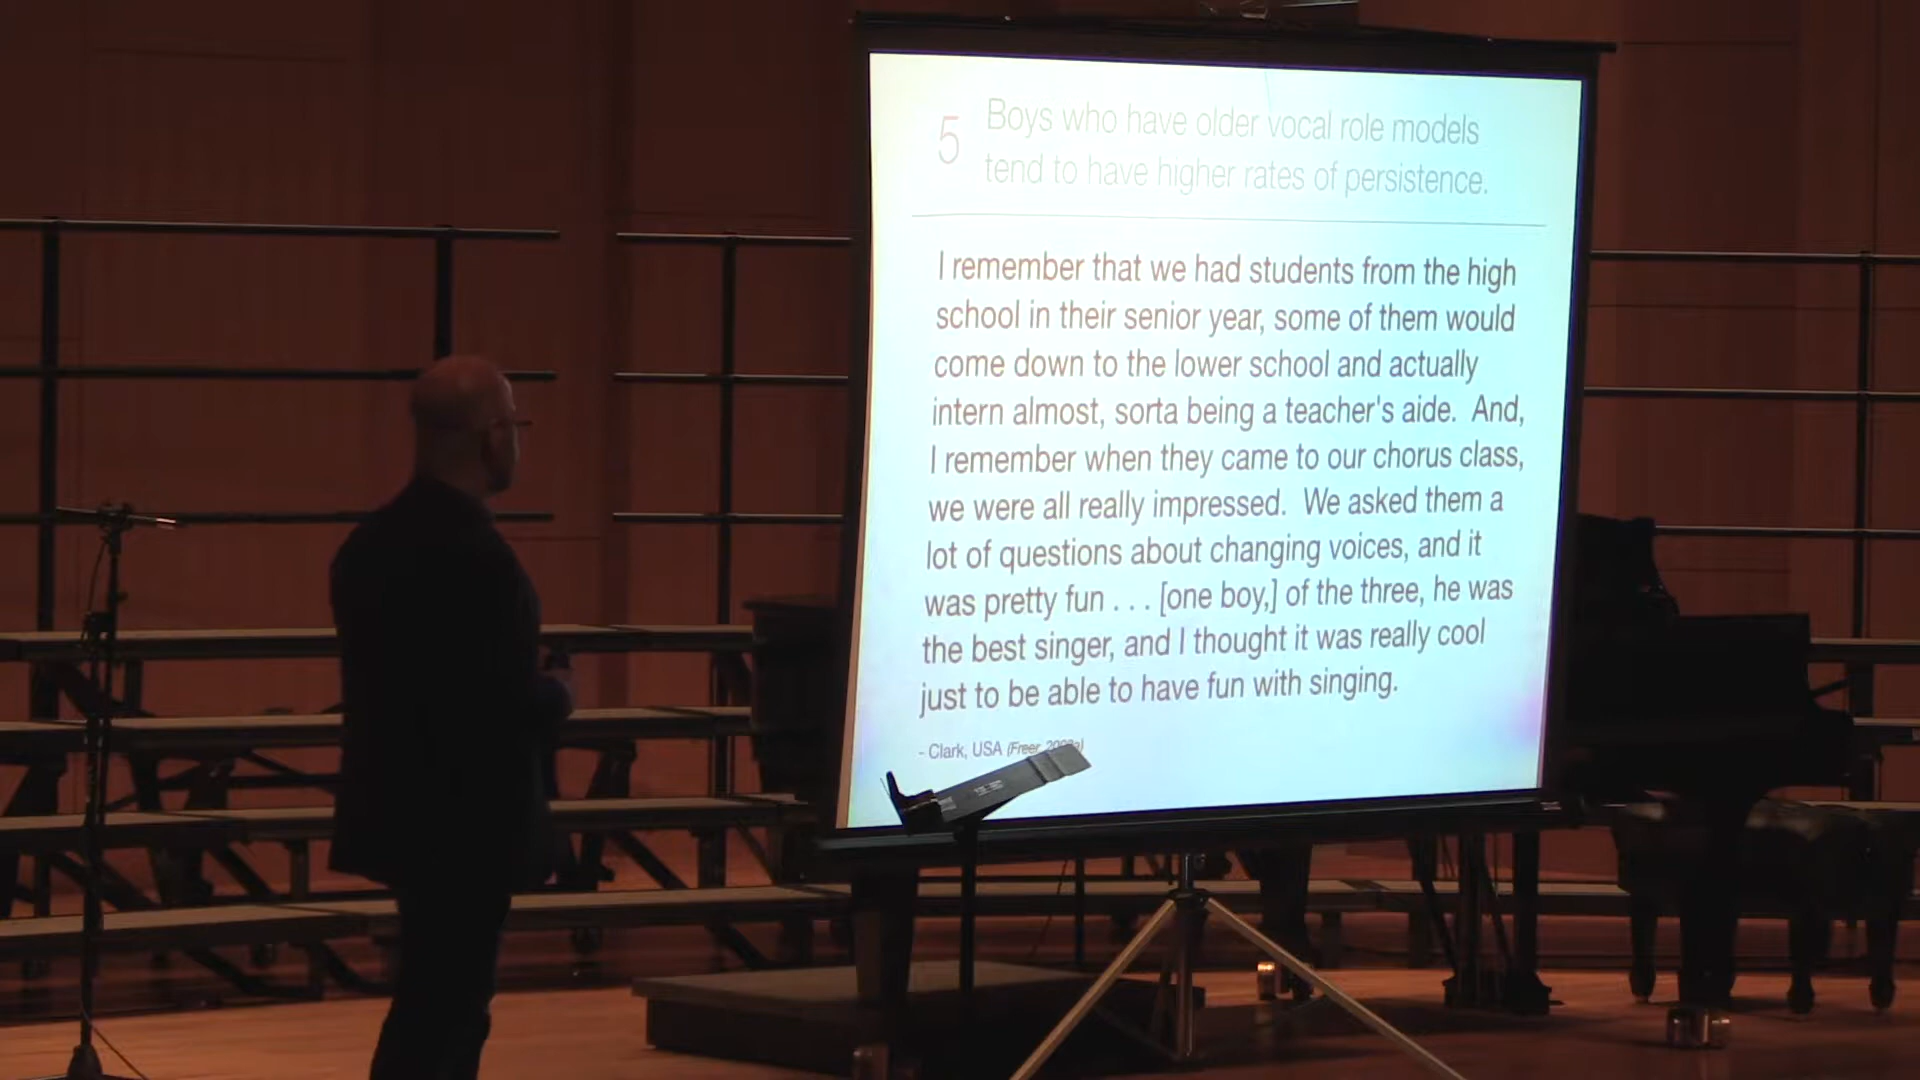 5 Boys who have older vocal role models
tend to have higher rates of persistence.
I remember that we had students from the high
school in their senior year, some of them would
come down to the lower school and actually
intern almost, sorta being a teacher's aide.  And,
I remember when they came to our chorus class,
we were all really impressed.  We asked them a
lot of questions about changing voices, and it
was pretty fun . . . [one boy,] of the three, he was
the best singer, and I thought it was really cool
just to be able to have fun with singing.
- Clark, USA (Freer,